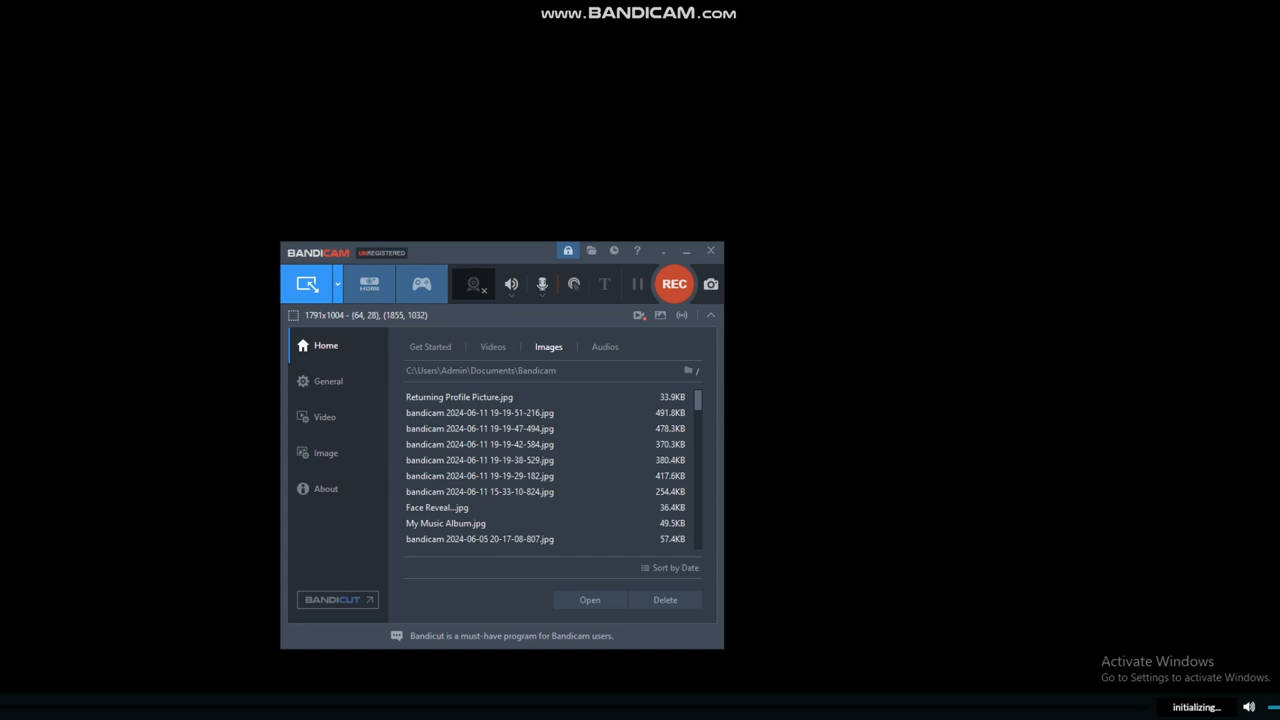 www.BANDICAM.com
BANDICAM UNREGISTERED
HDMI
T
REC
1791x1004 - (64, 28), (1855, 1032)
Home
General
Video
Image
About
BANDICUT
Get Started | Videos | Images | Audios
C:\Users\Admin\Documents\Bandicam
/
Returning Profile Picture.jpg 33.9KB
bandicam 2024-06-11 19-19-51-216.jpg 491.8KB
bandicam 2024-06-11 19-19-47-494.jpg 478.3KB
bandicam 2024-06-11 19-19-42-584.jpg 370.3KB
bandicam 2024-06-11 19-19-38-529.jpg 380.4KB
bandicam 2024-06-11 19-19-29-182.jpg 417.6KB
bandicam 2024-06-11 15-33-10-824.jpg 254.4KB
Face Reveal...jpg 36.4KB
My Music Album.jpg 49.5KB
bandicam 2024-06-05 20-17-08-807.jpg 57.4KB
Sort by Date
Open Delete
Bandicut is a must-have program for Bandicam users.
Activate Windows
Go to Settings to activate Windows.
initializing...